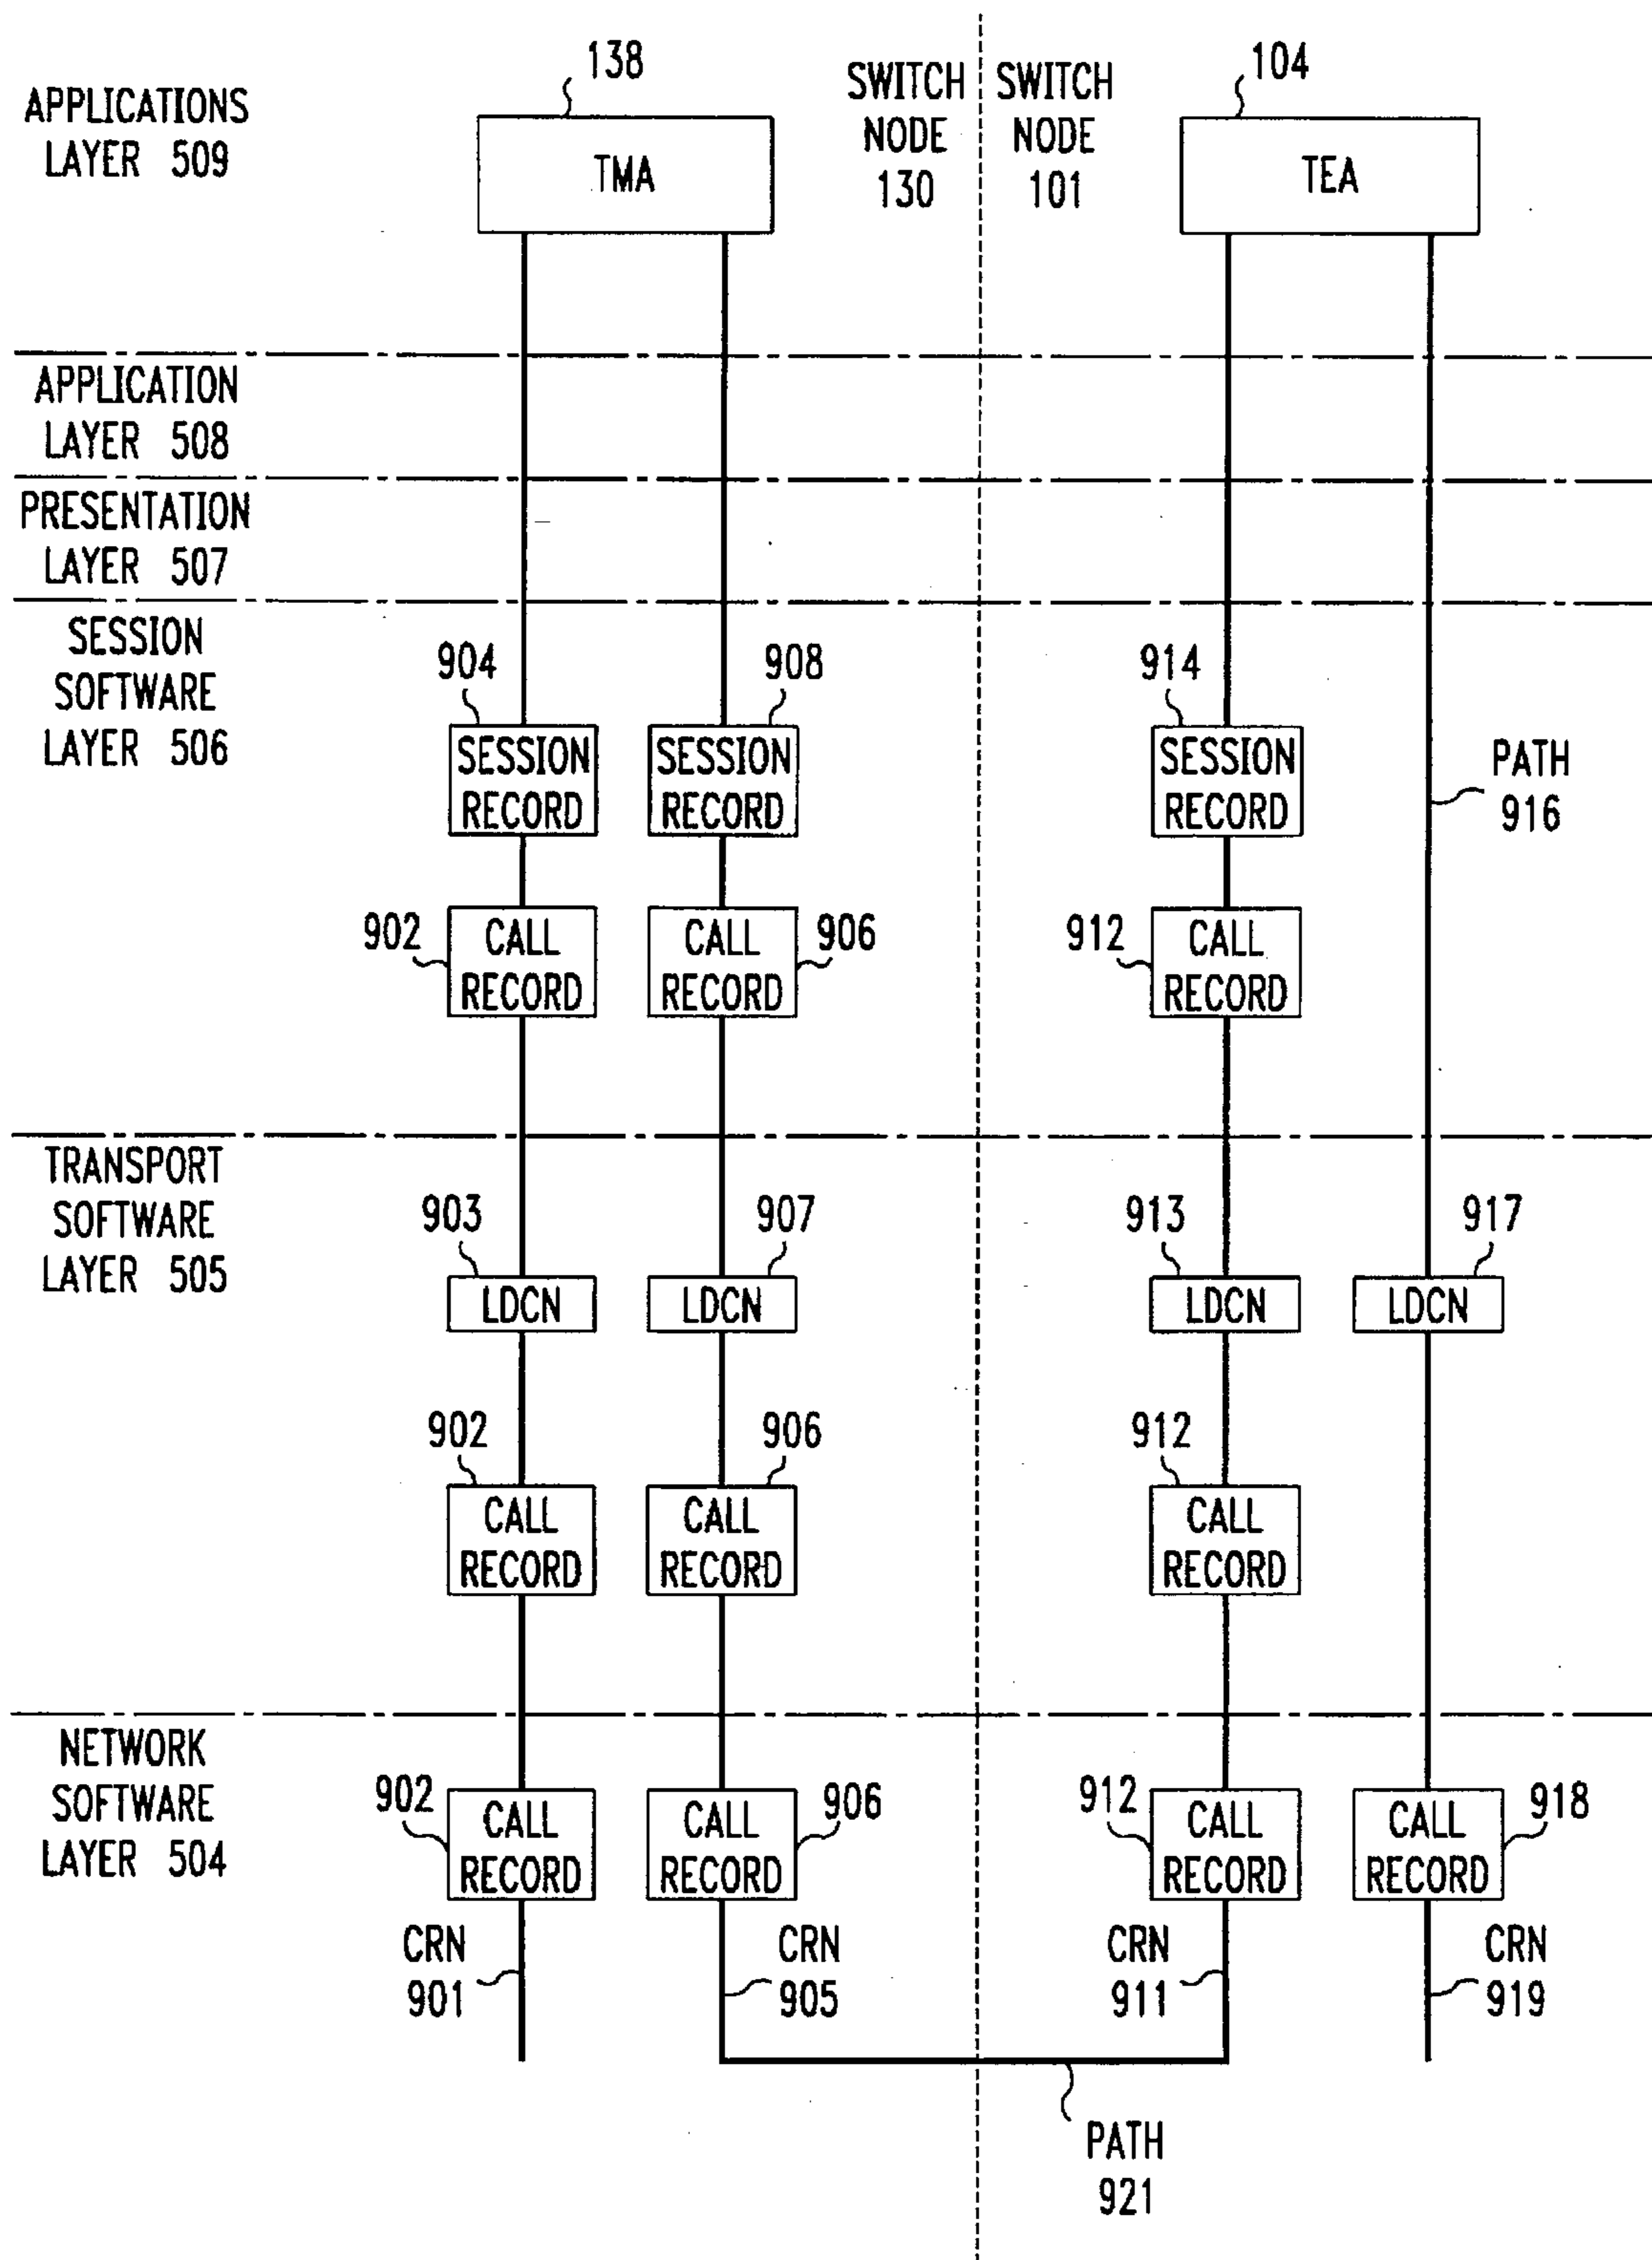 138
104
APPLICATIONS
LAYER 509
SWITCH
NODE
130
SWITCH
NODE
101
TMA
TEA
APPLICATION
LAYER 508
PRESENTATION
LAYER 507
SESSION
SOFTWARE
LAYER 506
904
908
914
SESSION
RECORD
SESSION
RECORD
SESSION
RECORD
PATH
916
902
CALL
RECORD
CALL
RECORD
906
912
CALL
RECORD
TRANSPORT
SOFTWARE
LAYER 505
903
907
913
917
LDCN
LDCN
LDCN
LDCN
902
906
912
CALL
RECORD
CALL
RECORD
CALL
RECORD
NETWORK
SOFTWARE
LAYER 504
902
CALL
RECORD
CALL
RECORD
906
912
CALL
RECORD
CALL
RECORD
918
CRN
901
CRN
905
CRN
911
CRN
919
PATH
921